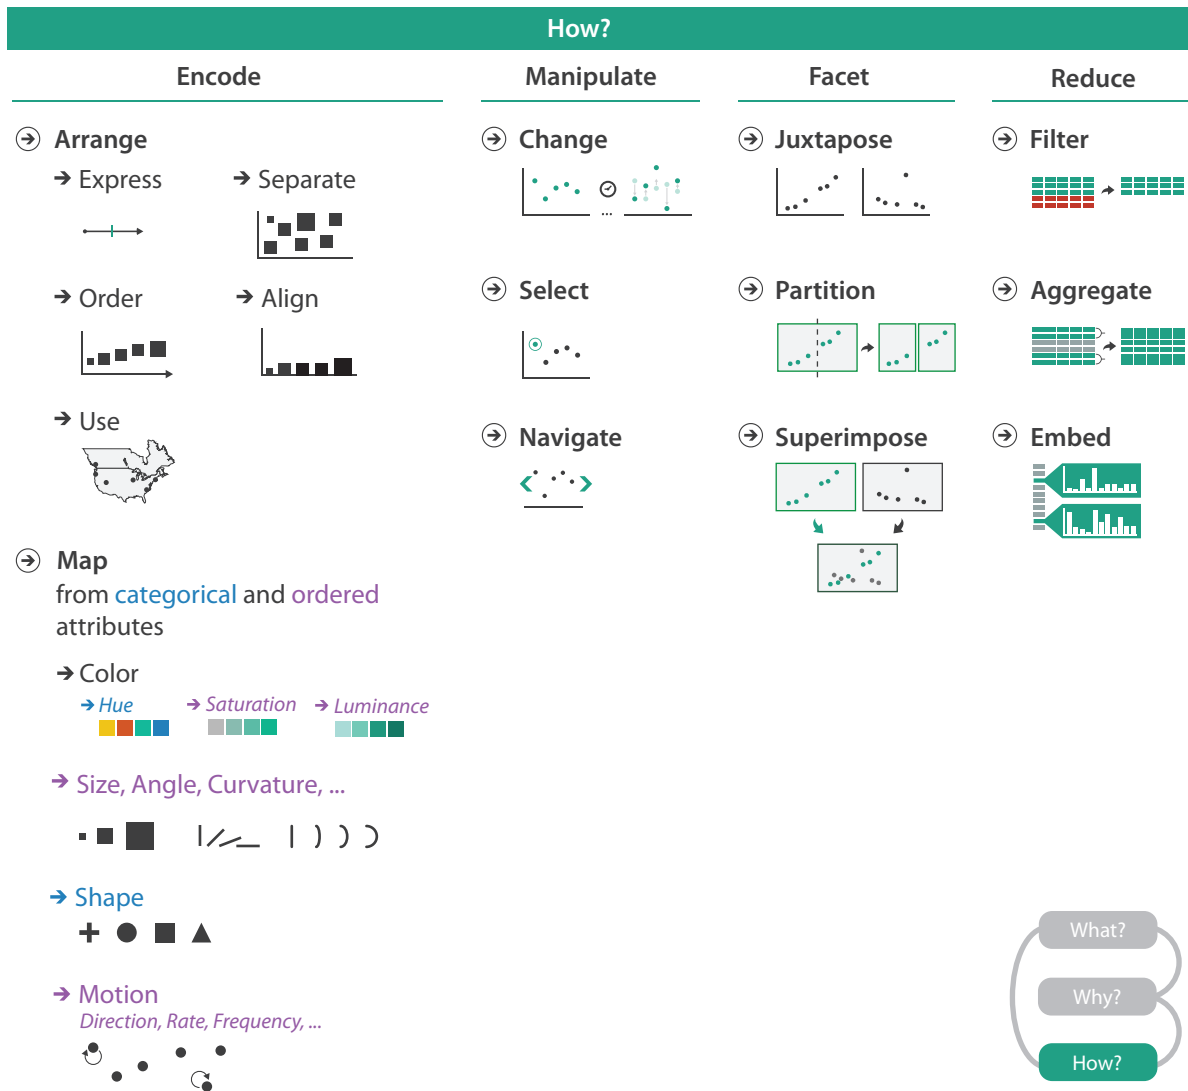 How?
Encode
Manipulate
Facet
Reduce
Arrange
Express
Separate
Order
Align
Use
Map
from categorical and ordered
attributes
Color
Hue
Saturation
Luminance
Size, Angle, Curvature, ...
Shape
Motion
Direction, Rate, Frequency, ...
Change
...
Select
Navigate
Juxtapose
Partition
Superimpose
Filter
Aggregate
Embed
What?
Why?
How?